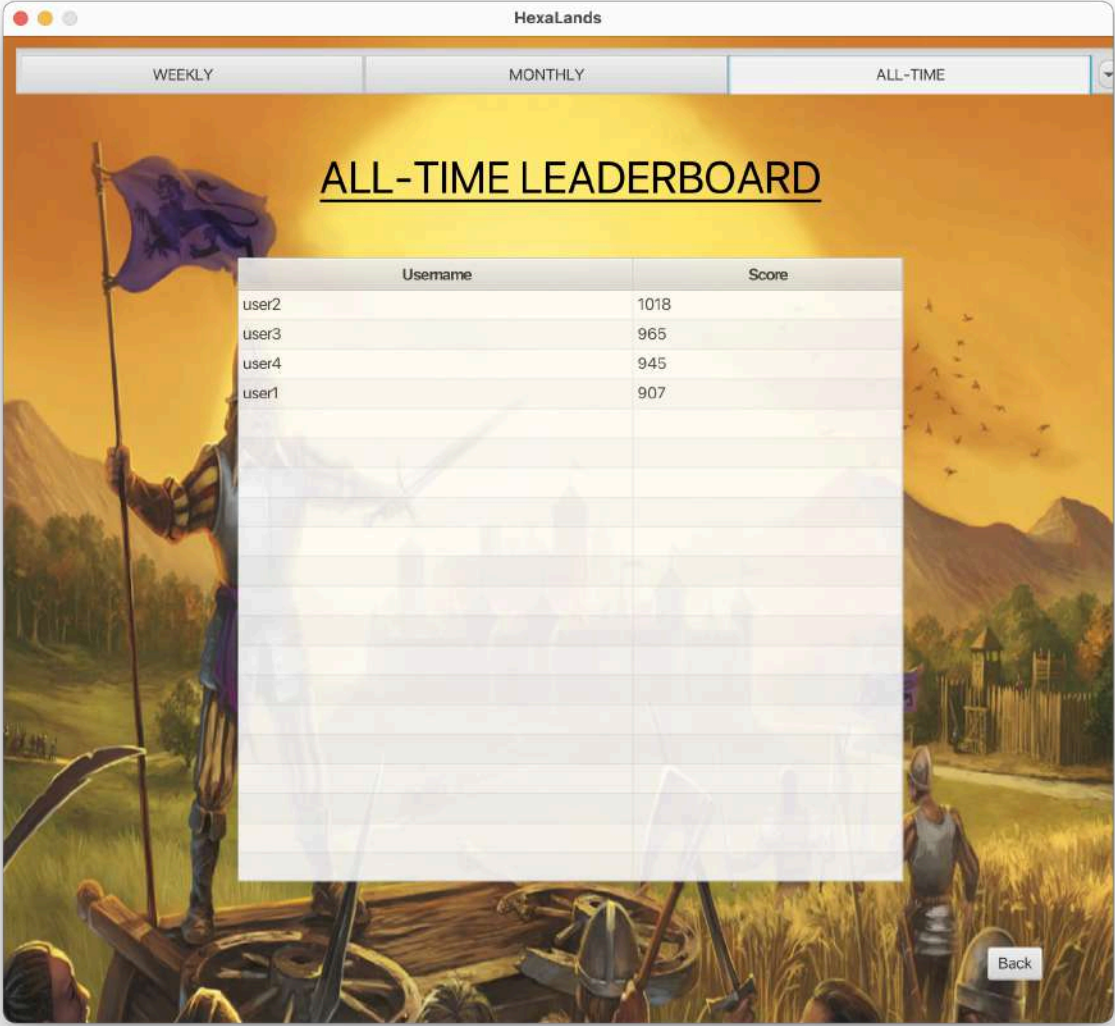 HexaLands
WEEKLY MONTHLY ALL-TIME
ALL-TIME LEADERBOARD
Username Score
user2 1018
user3 965
user4 945
user1 907
Back